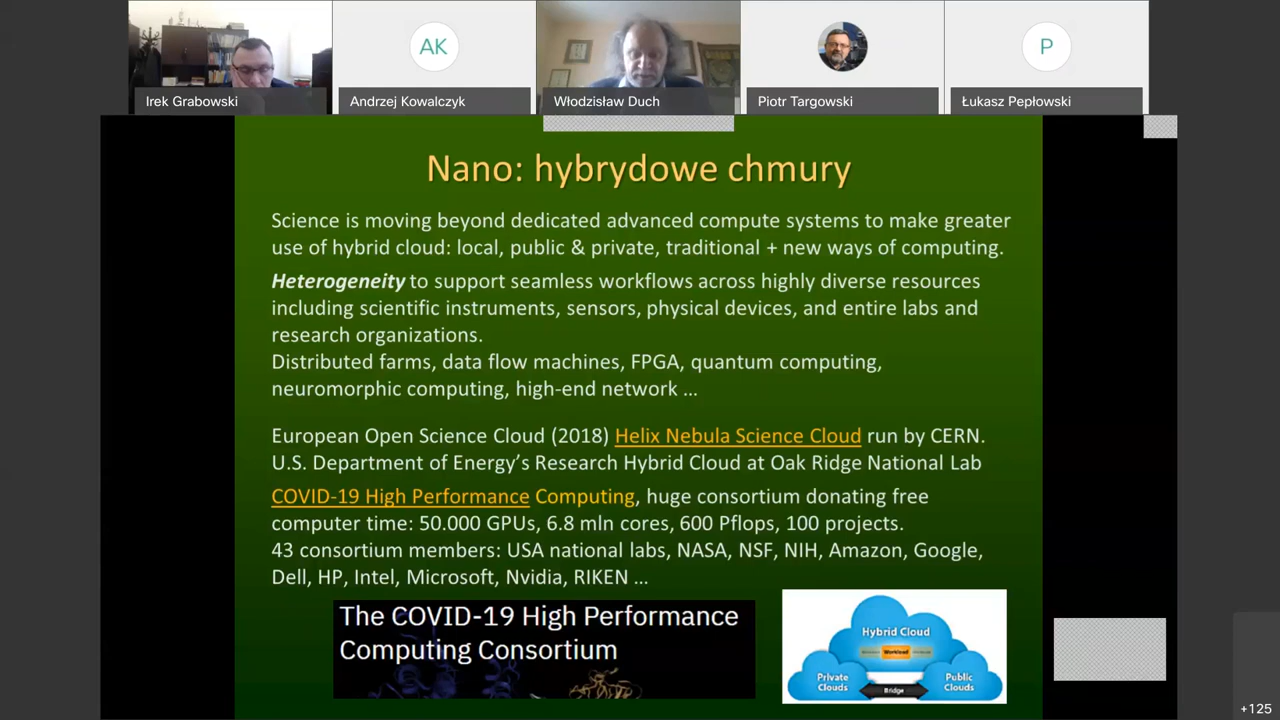 AK
P
Irek Grabowski
Andrzej Kowalczyk
Włodzisław Duch
Piotr Targowski
Łukasz Pepłowski
Nano: hybrydowe chmury
Science is moving beyond dedicated advanced compute systems to make greater
use of hybrid cloud: local, public & private, traditional + new ways of computing.
Heterogeneity to support seamless workflows across highly diverse resources
including scientific instruments, sensors, physical devices, and entire labs and
research organizations.
Distributed farms, data flow machines, FPGA, quantum computing,
neuromorphic computing, high-end network ...
European Open Science Cloud (2018) Helix Nebula Science Cloud run by CERN.
U.S. Department of Energy’s Research Hybrid Cloud at Oak Ridge National Lab
COVID-19 High Performance Computing, huge consortium donating free
computer time: 50.000 GPUs, 6.8 mln cores, 600 Pflops, 100 projects.
43 consortium members: USA national labs, NASA, NSF, NIH, Amazon, Google,
Dell, HP, Intel, Microsoft, Nvidia, RIKEN ...
The COVID-19 High Performance
Computing Consortium
Hybrid Cloud
Workload
Private
Clouds
Bridge
Public
Clouds
+125